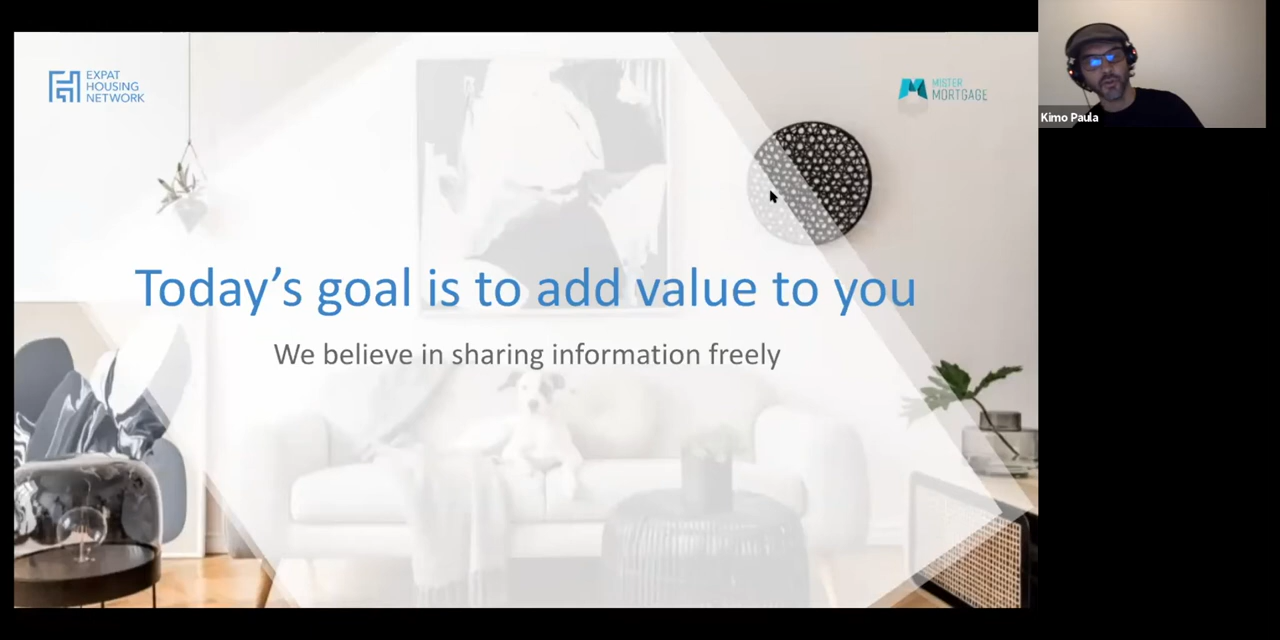 EXPAT
HOUSING
NETWORK
MISTER
MORTGAGE
Kimo Paula
Today's goal is to add value to you
We believe in sharing information freely